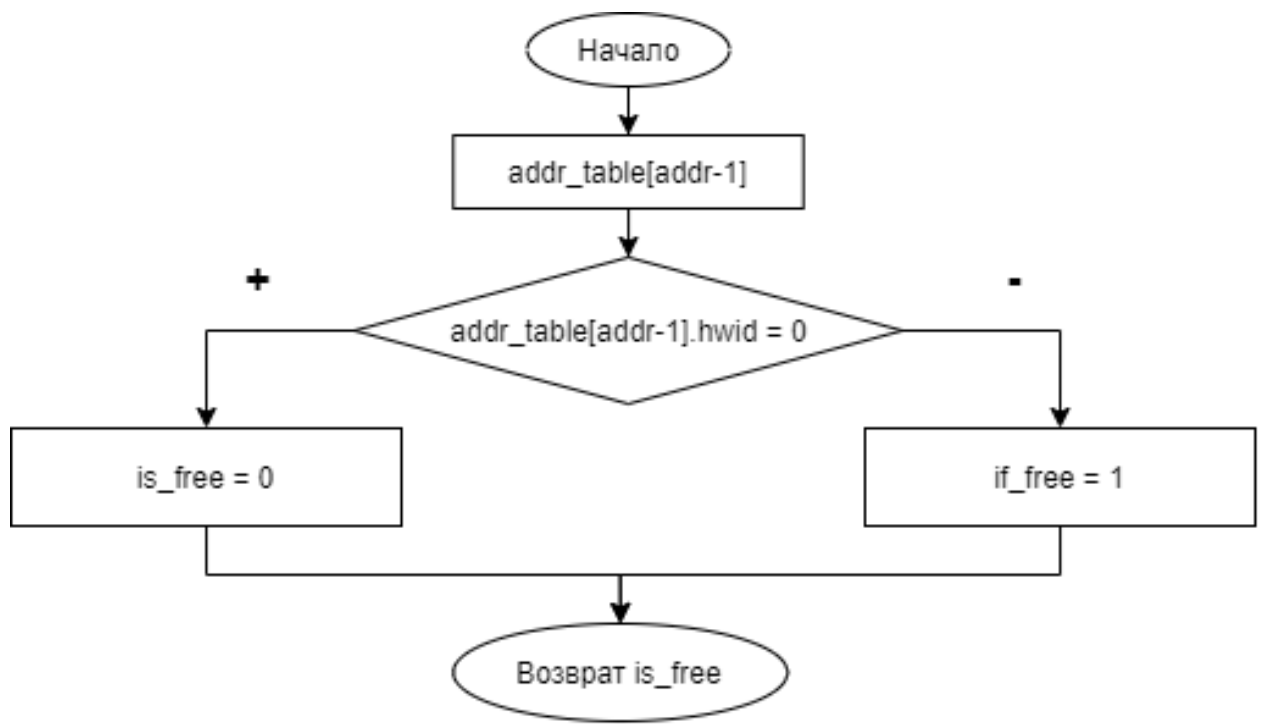 Начало
addr_table[addr-1]
+
-
addr_table[addr-1].hwid = 0
is_free = 0
if_free = 1
Возврат is_free